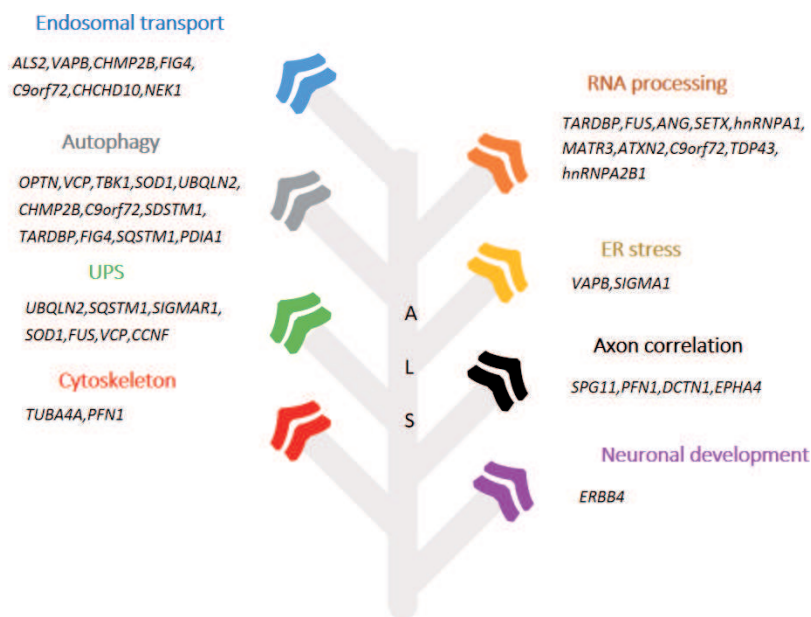 Endosomal transport
ALS2,VAPB,CHMP2B,FIG4,
C9orf72,CHCHD10,NEK1
Autophagy
OPTN,VCP,TBK1,SOD1,UBQLN2,
CHMP2B,C9orf72,SDSTM1,
TARDBP,FIG4,SQSTM1,PDIA1
UPS
UBQLN2,SQSTM1,SIGMAR1,
SOD1,FUS,VCP,CCNF
Cytoskeleton
TUBA4A,PFN1
A
L
S
RNA processing
TARDBP,FUS,ANG,SETX,hnRNPA1,
MATR3,ATXN2,C9orf72,TDP43,
hnRNPA2B1
ER stress
VAPB,SIGMA1
Axon correlation
SPG11,PFN1,DCTN1,EPHA4
Neuronal development
ERBB4